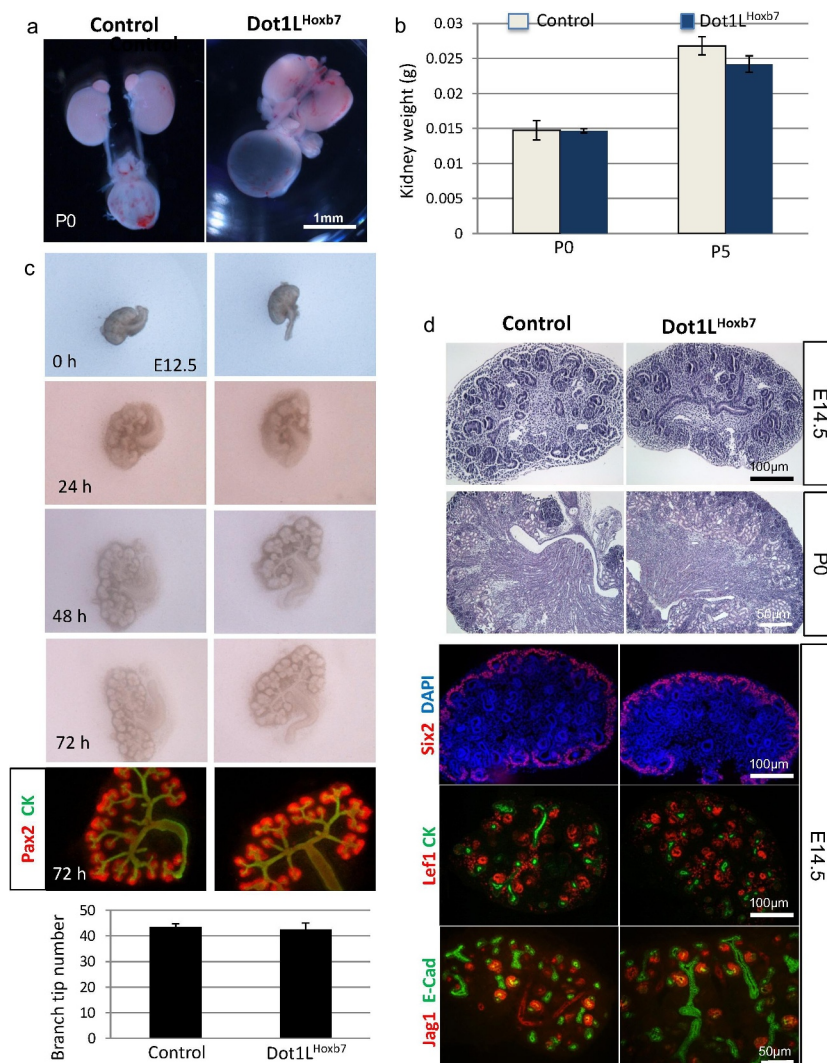 a
Control
Control
Dot1L^Hoxb7
P0
1mm
b
Control
Dot1L^Hoxb7
Kidney weight (g)
0.03
0.025
0.02
0.015
0.01
0.005
0
P0
P5
c
0 h
E12.5
24 h
48 h
72 h
Pax2 CK
72 h
Branch tip number
50
40
30
20
10
0
Control
Dot1L^Hoxb7
d
Control
Dot1L^Hoxb7
E14.5
100µm
P0
50µm
Six2 DAPI
100µm
Lef1 CK
100µm
E14.5
Jag1 E-Cad
50µm